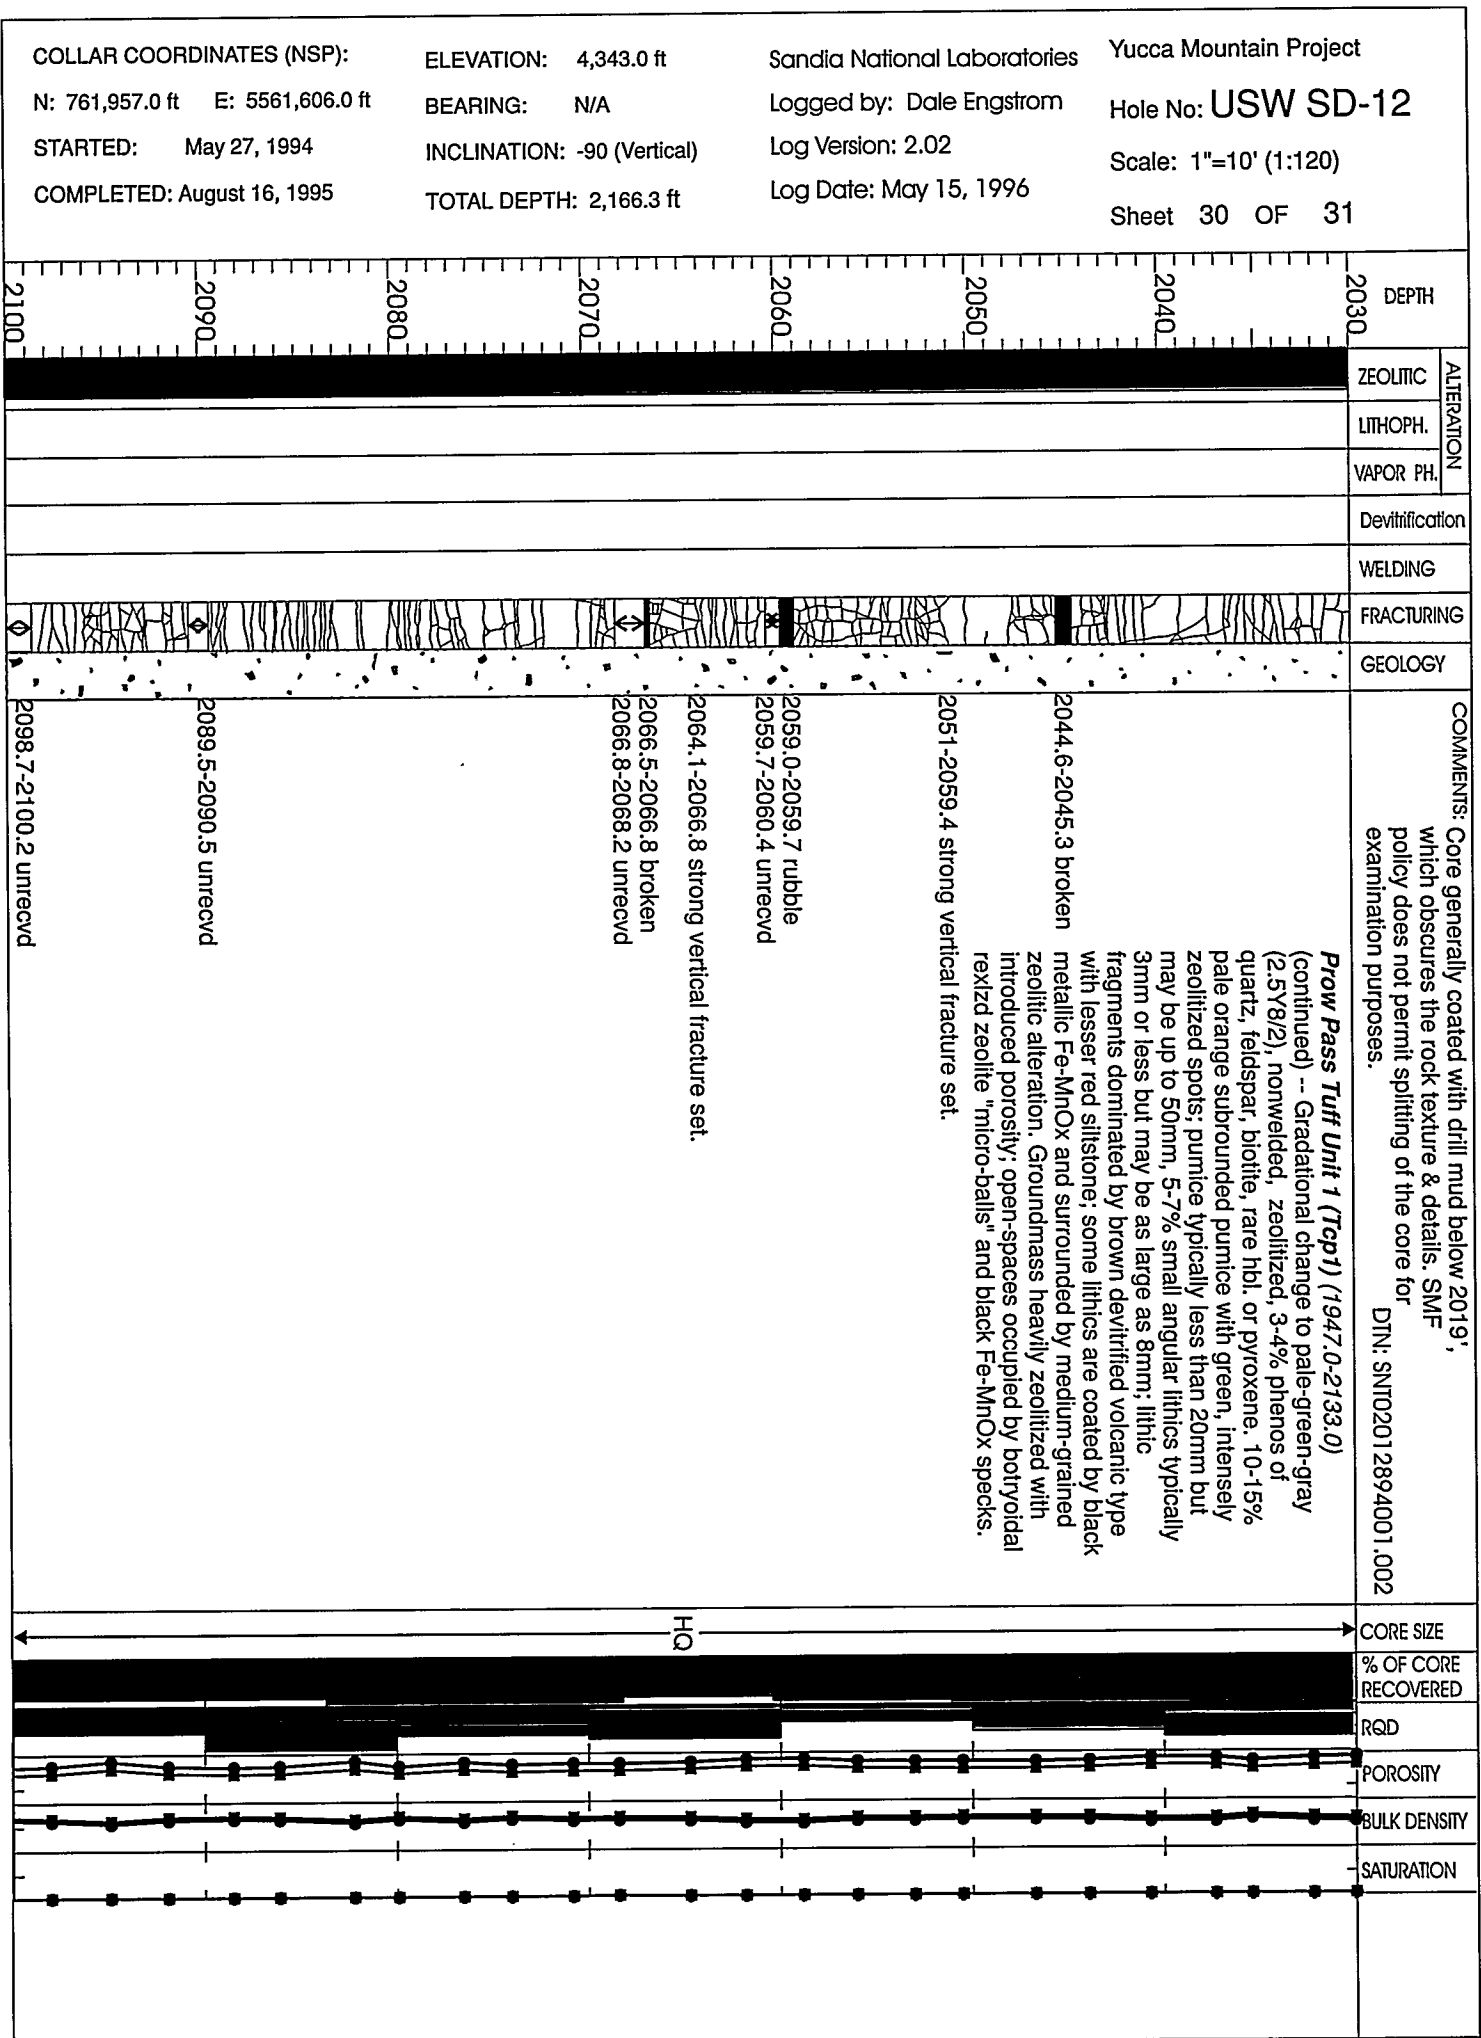 COLLAR COORDINATES (NSP):
N: 761,957.0 ft E: 5561,606.0 ft
STARTED: May 27, 1994
COMPLETED: August 16, 1995
ELEVATION: 4,343.0 ft
BEARING: N/A
INCLINATION: -90 (Vertical)
TOTAL DEPTH: 2,166.3 ft
Sandia National Laboratories
Logged by: Dale Engstrom
Log Version: 2.02
Log Date: May 15, 1996
Yucca Mountain Project
Hole No: USW SD-12
Scale: 1"=10' (1:120)
Sheet 30 OF 31
DEPTH
2030
2040
2050
2060
2070
2080
2090
2100
ALTERATION
ZEOLITIC
LITHOPH.
VAPOR PH.
Devitrification
WELDING
FRACTURING
GEOLOGY
COMMENTS: Core generally coated with drill mud below 2019',
which obscures the rock texture & details. SMF
policy does not permit splitting of the core for
examination purposes.
DTN: SNT02012894001.002
Prow Pass Tuff Unit 1 (Tcp1) (1947.0-2133.0)
(continued) -- Gradational change to pale-green-gray
(2.5Y8/2), nonwelded, zeolitized, 3-4% phenos of
quartz, feldspar, biotite, rare hbl. or pyroxene. 10-15%
pale orange subrounded pumice with green, intensely
zeolitized spots; pumice typically less than 20mm but
may be up to 50mm, 5-7% small angular lithics typically
3mm or less but may be as large as 8mm; lithic
fragments dominated by brown devitrified volcanic type
with lesser red siltstone; some lithics are coated by black
metallic Fe-MnOx and surrounded by medium-grained
zeolitic alteration. Groundmass heavily zeolitized with
introduced porosity; open-spaces occupied by botryoidal
rexlzd zeolite "micro-balls" and black Fe-MnOx specks.
2044.6-2045.3 broken
2051-2059.4 strong vertical fracture set.
2059.0-2059.7 rubble
2059.7-2060.4 unrecvd
2064.1-2066.8 strong vertical fracture set.
2066.5-2066.8 broken
2066.8-2068.2 unrecvd
2089.5-2090.5 unrecvd
2098.7-2100.2 unrecvd
CORE SIZE
HQ
% OF CORE
RECOVERED
RQD
POROSITY
BULK DENSITY
SATURATION